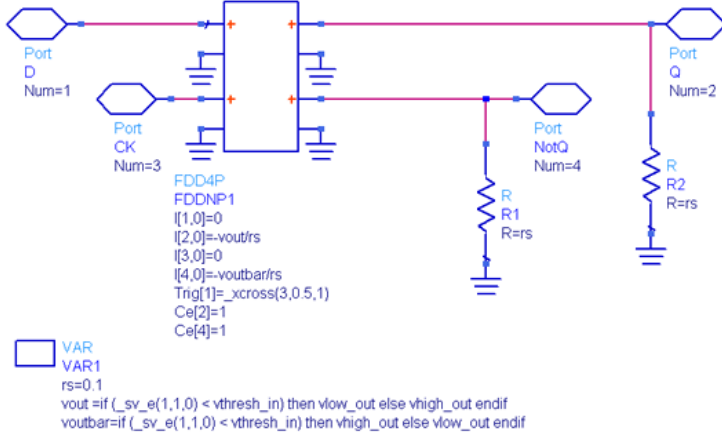 Port
D
Num=1
Port
Q
Num=2
Port
CK
Num=3
Port
NotQ
Num=4
R
R1
R=rs
R
R2
R=rs
FDD4P
FDDNP1
I[1,0]=0
I[2,0]=-vout/rs
I[3,0]=0
I[4,0]=-voutbar/rs
Trig[1]=_xcross(3,0.5,1)
Ce[2]=1
Ce[4]=1
VAR
VAR1
rs=0.1
vout =if (_sv_e(1,1,0) < vthresh_in) then vlow_out else vhigh_out endif
voutbar=if (_sv_e(1,1,0) < vthresh_in) then vhigh_out else vlow_out endif